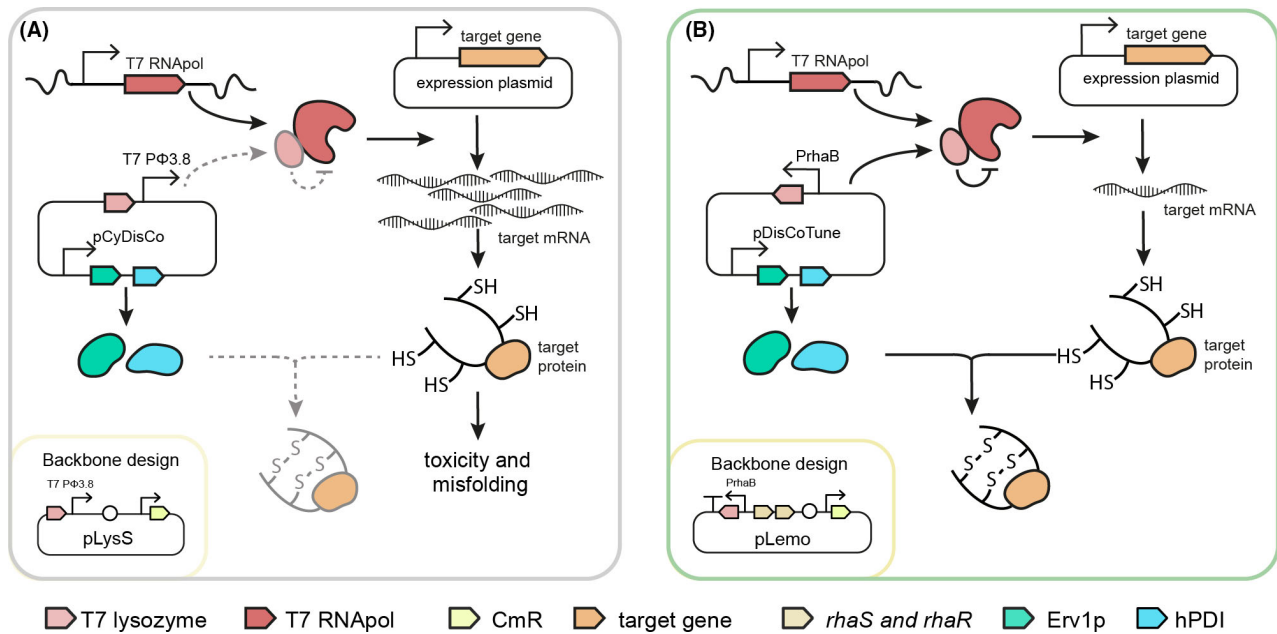 (A)
T7 RNApol
target gene
expression plasmid
T7 PΦ3.8
pCyDisCo
target mRNA
SH
SH
HS
HS
target
protein
S
S
S
S
toxicity and
misfolding
Backbone design
T7 PΦ3.8
pLysS
(B)
T7 RNApol
target gene
expression plasmid
PrhaB
pDisCoTune
target mRNA
SH
SH
HS
HS
target
protein
S
S
S
S
Backbone design
PrhaB
pLemo
T7 lysozyme
T7 RNApol
CmR
target gene
rhaS and rhaR
Erv1p
hPDI